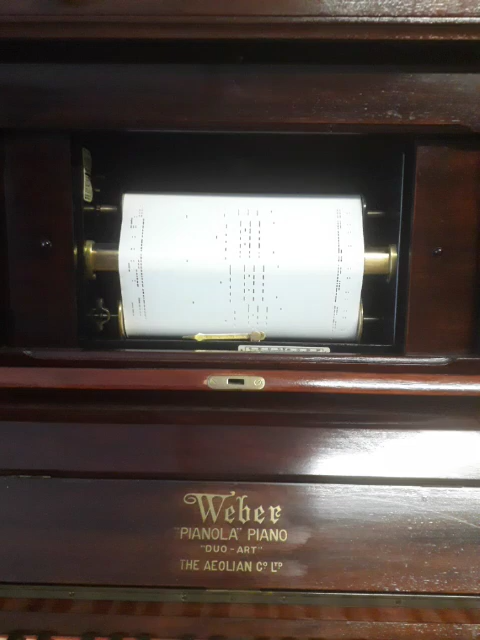 Weber
"PIANOLA" PIANO
"DUO-ART"
THE AEOLIAN Cº LTD